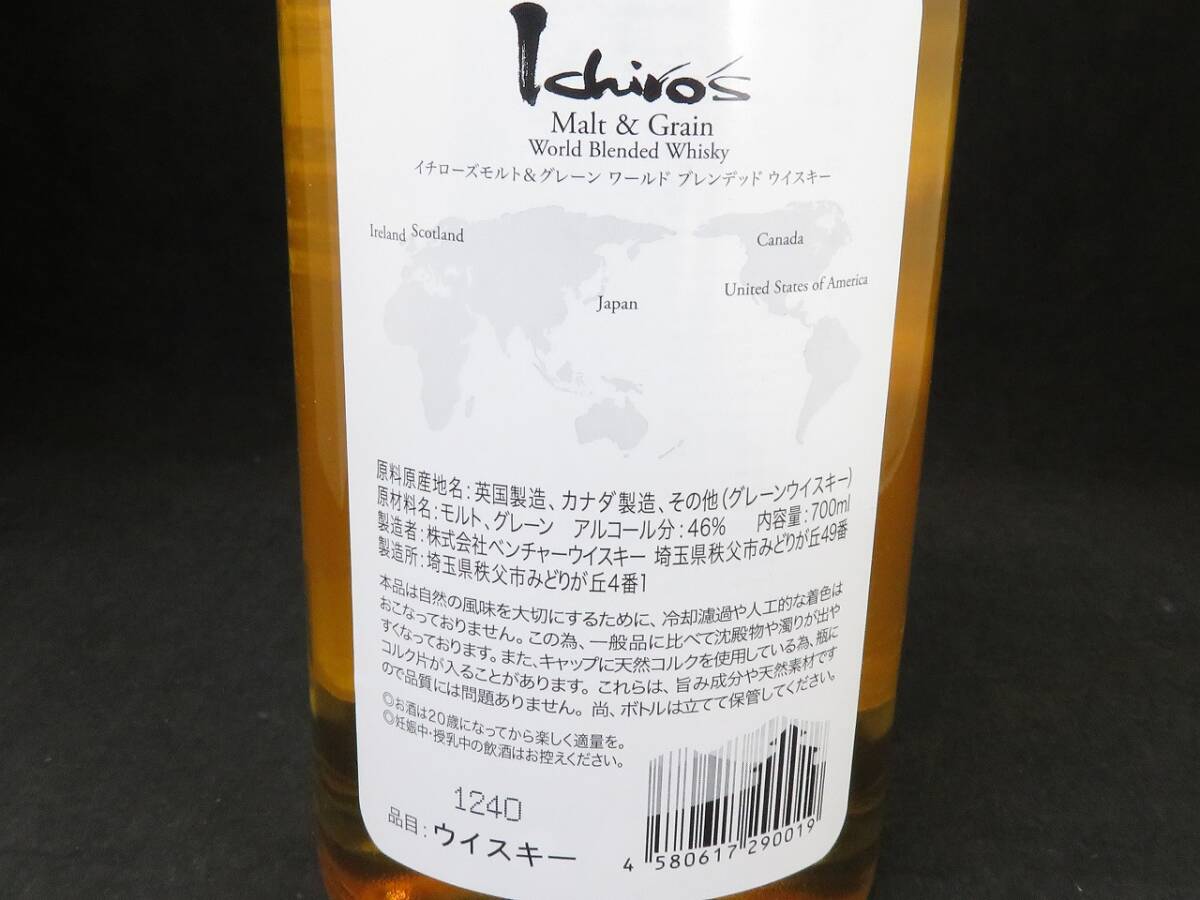 Ichiro's
Malt & Grain
World Blended Whisky
イチローズモルト＆グレーン ワールド ブレンデッド ウイスキー
Ireland Scotland
Canada
United States of America
Japan
原料原産地名：英国製造、カナダ製造、その他（グレーンウイスキー）
原材料名：モルト、グレーン アルコール分：46% 内容量：700ml
製造者：株式会社ベンチャーウイスキー 埼玉県秩父市みどりが丘49番
製造所：埼玉県秩父市みどりが丘4番1
本品は自然の風味を大切にするために、冷却濾過や人工的な着色は
おこなっておりません。この為、一般品に比べて沈殿物や濁りが出や
すくなっております。また、キャップに天然コルクを使用している為、瓶に
コルク片が入ることがあります。これらは、旨み成分や天然素材です
ので品質には問題ありません。尚、ボトルは立てて保管してください。
◎お酒は20歳になってから楽しく適量を。
◎妊娠中・授乳中の飲酒はお控えください。
1240
品目：ウイスキー
4 580617 290019